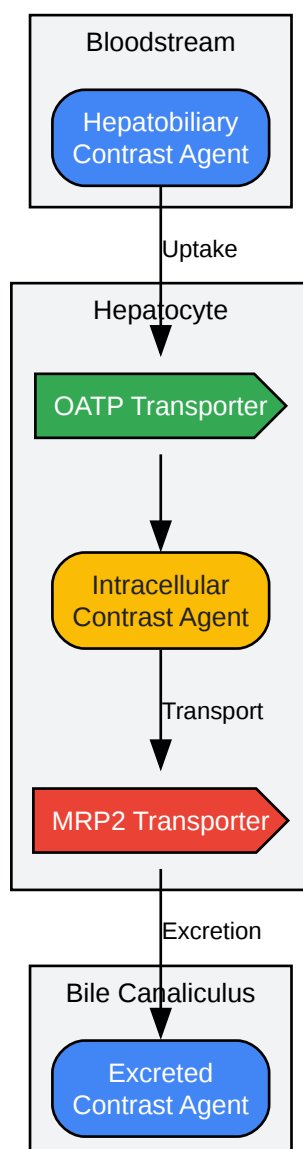 Bloodstream
Hepatobiliary
Contrast Agent
Uptake
Hepatocyte
OATP Transporter
Intracellular
Contrast Agent
Transport
MRP2 Transporter
Excretion
Bile Canaliculus
Excreted
Contrast Agent